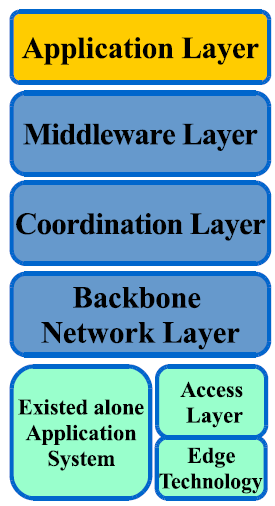 Application Layer
Middleware Layer
Coordination Layer
Backbone
Network Layer
Existed alone
Application
System
Access
Layer
Edge
Technology